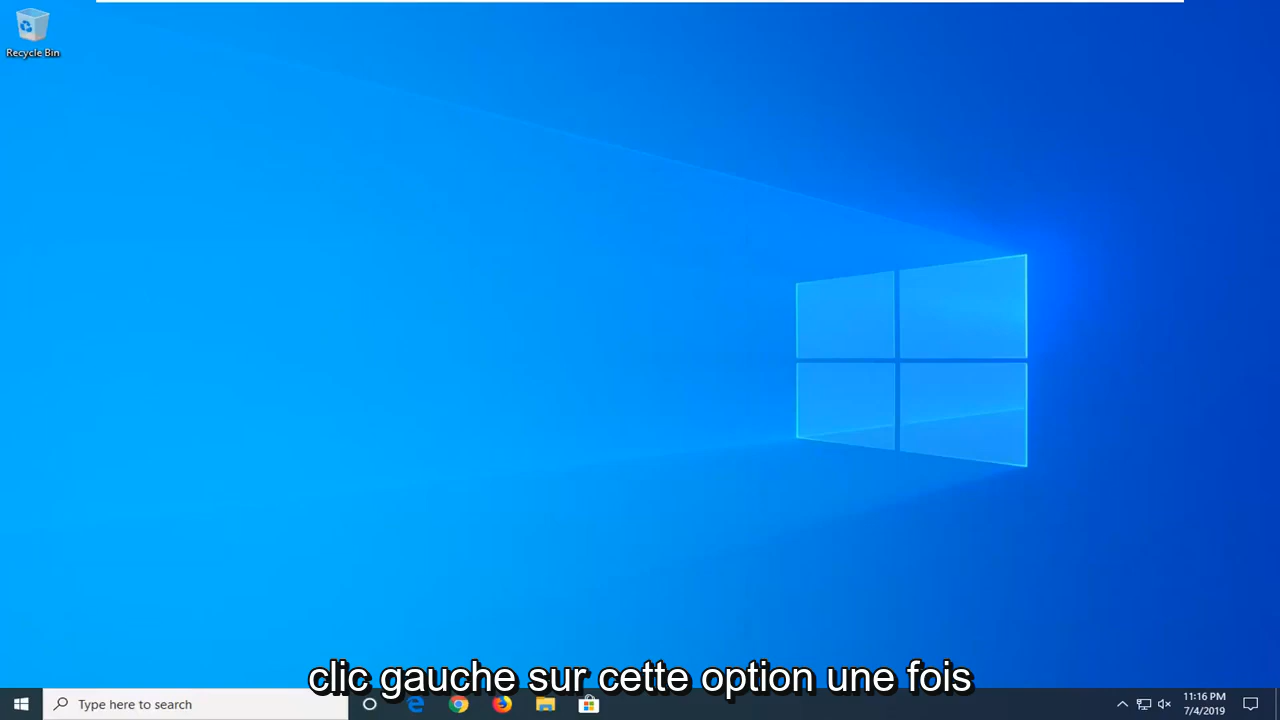 Recycle Bin
clic gauche sur cette option une fois
Type here to search
11:16 PM
7/4/2019